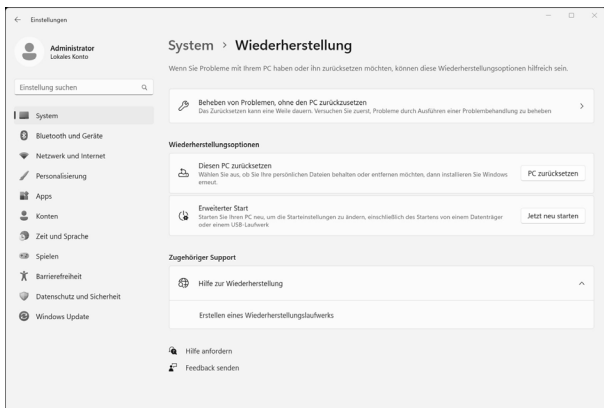 Einstellungen
Administrator
Lokales Konto
Einstellung suchen
System
Bluetooth und Geräte
Netzwerk und Internet
Personalisierung
Apps
Konten
Zeit und Sprache
Spielen
Barrierefreiheit
Datenschutz und Sicherheit
Windows Update
System > Wiederherstellung
Wenn Sie Probleme mit Ihrem PC haben oder ihn zurücksetzen möchten, können diese Wiederherstellungsoptionen hilfreich sein.
Beheben von Problemen, ohne den PC zurückzusetzen
Das Zurücksetzen kann eine Weile dauern. Versuchen Sie zuerst, Probleme durch Ausführen einer Problembehandlung zu beheben
Wiederherstellungsoptionen
Diesen PC zurücksetzen
Wählen Sie aus, ob Sie Ihre persönlichen Dateien behalten oder entfernen möchten, dann installieren Sie Windows
erneut.
PC zurücksetzen
Erweiterter Start
Starten Sie Ihren PC neu, um die Starteinstellungen zu ändern, einschließlich des Startens von einem Datenträger
oder einem USB-Laufwerk
Jetzt neu starten
Zugehöriger Support
Hilfe zur Wiederherstellung
Erstellen eines Wiederherstellungslaufwerks
Hilfe anfordern
Feedback senden